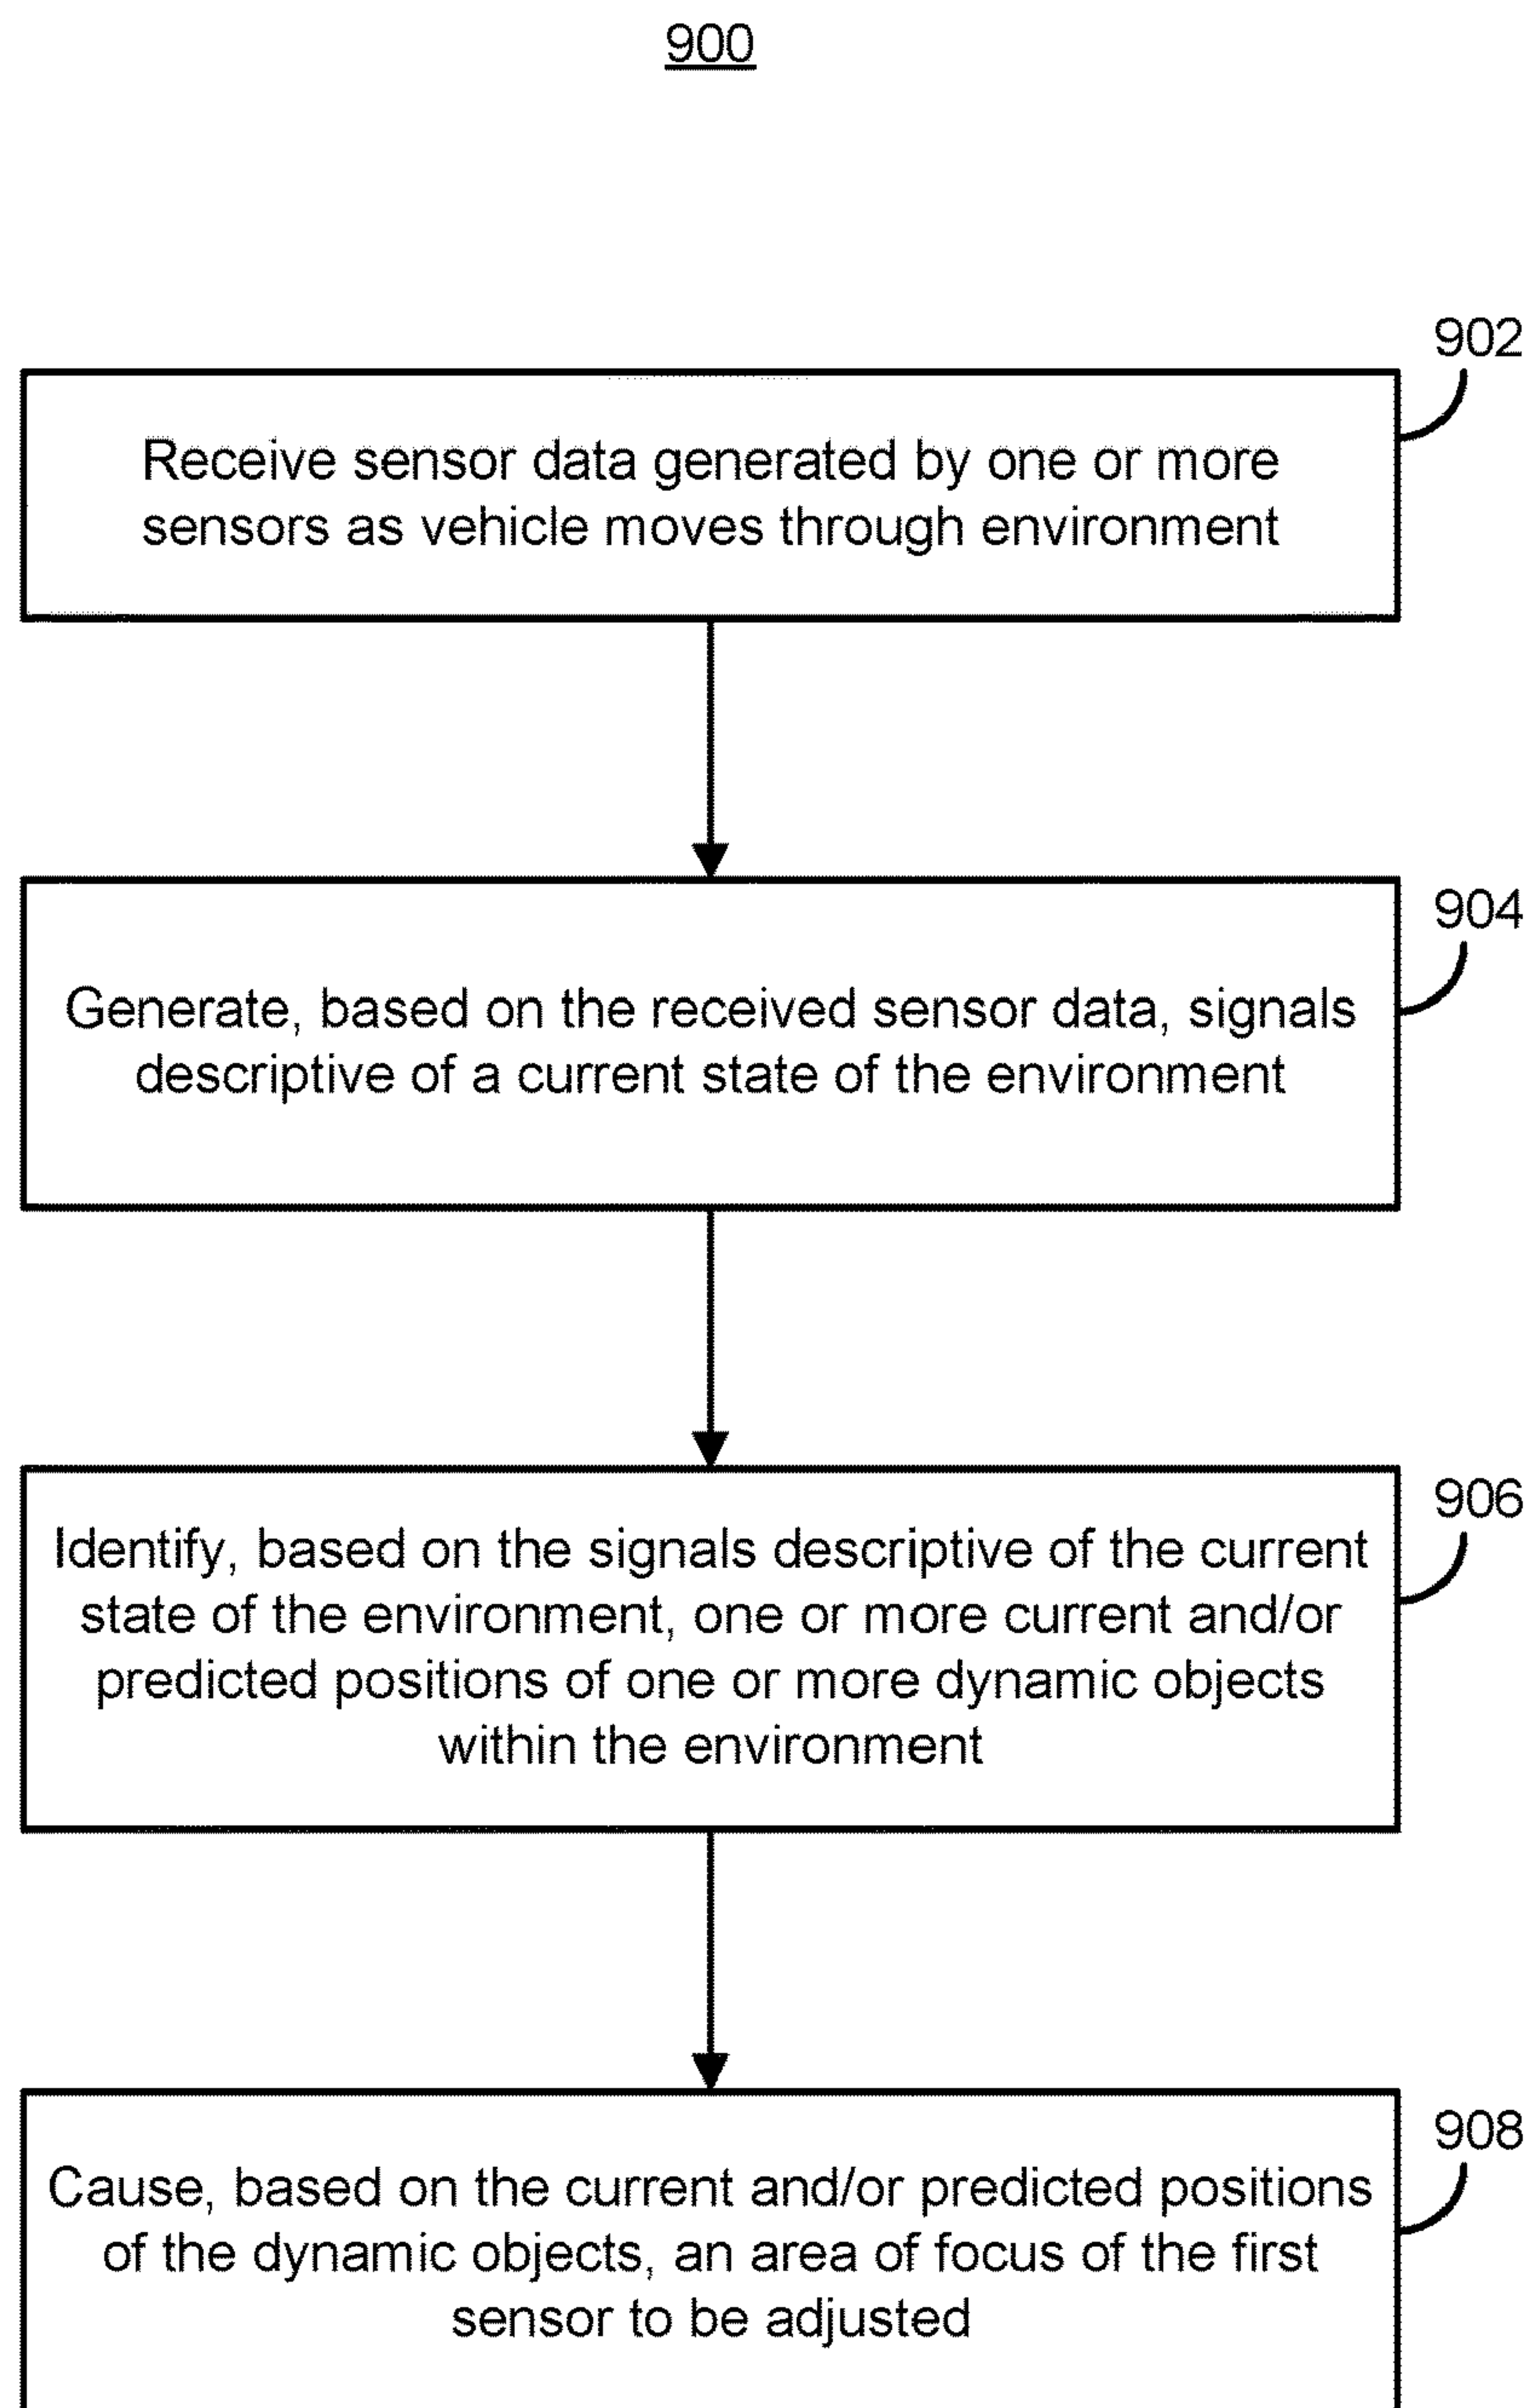 900
902
Receive sensor data generated by one or more
sensors as vehicle moves through environment
904
Generate, based on the received sensor data, signals
descriptive of a current state of the environment
906
Identify, based on the signals descriptive of the current
state of the environment, one or more current and/or
predicted positions of one or more dynamic objects
within the environment
908
Cause, based on the current and/or predicted positions
of the dynamic objects, an area of focus of the first
sensor to be adjusted